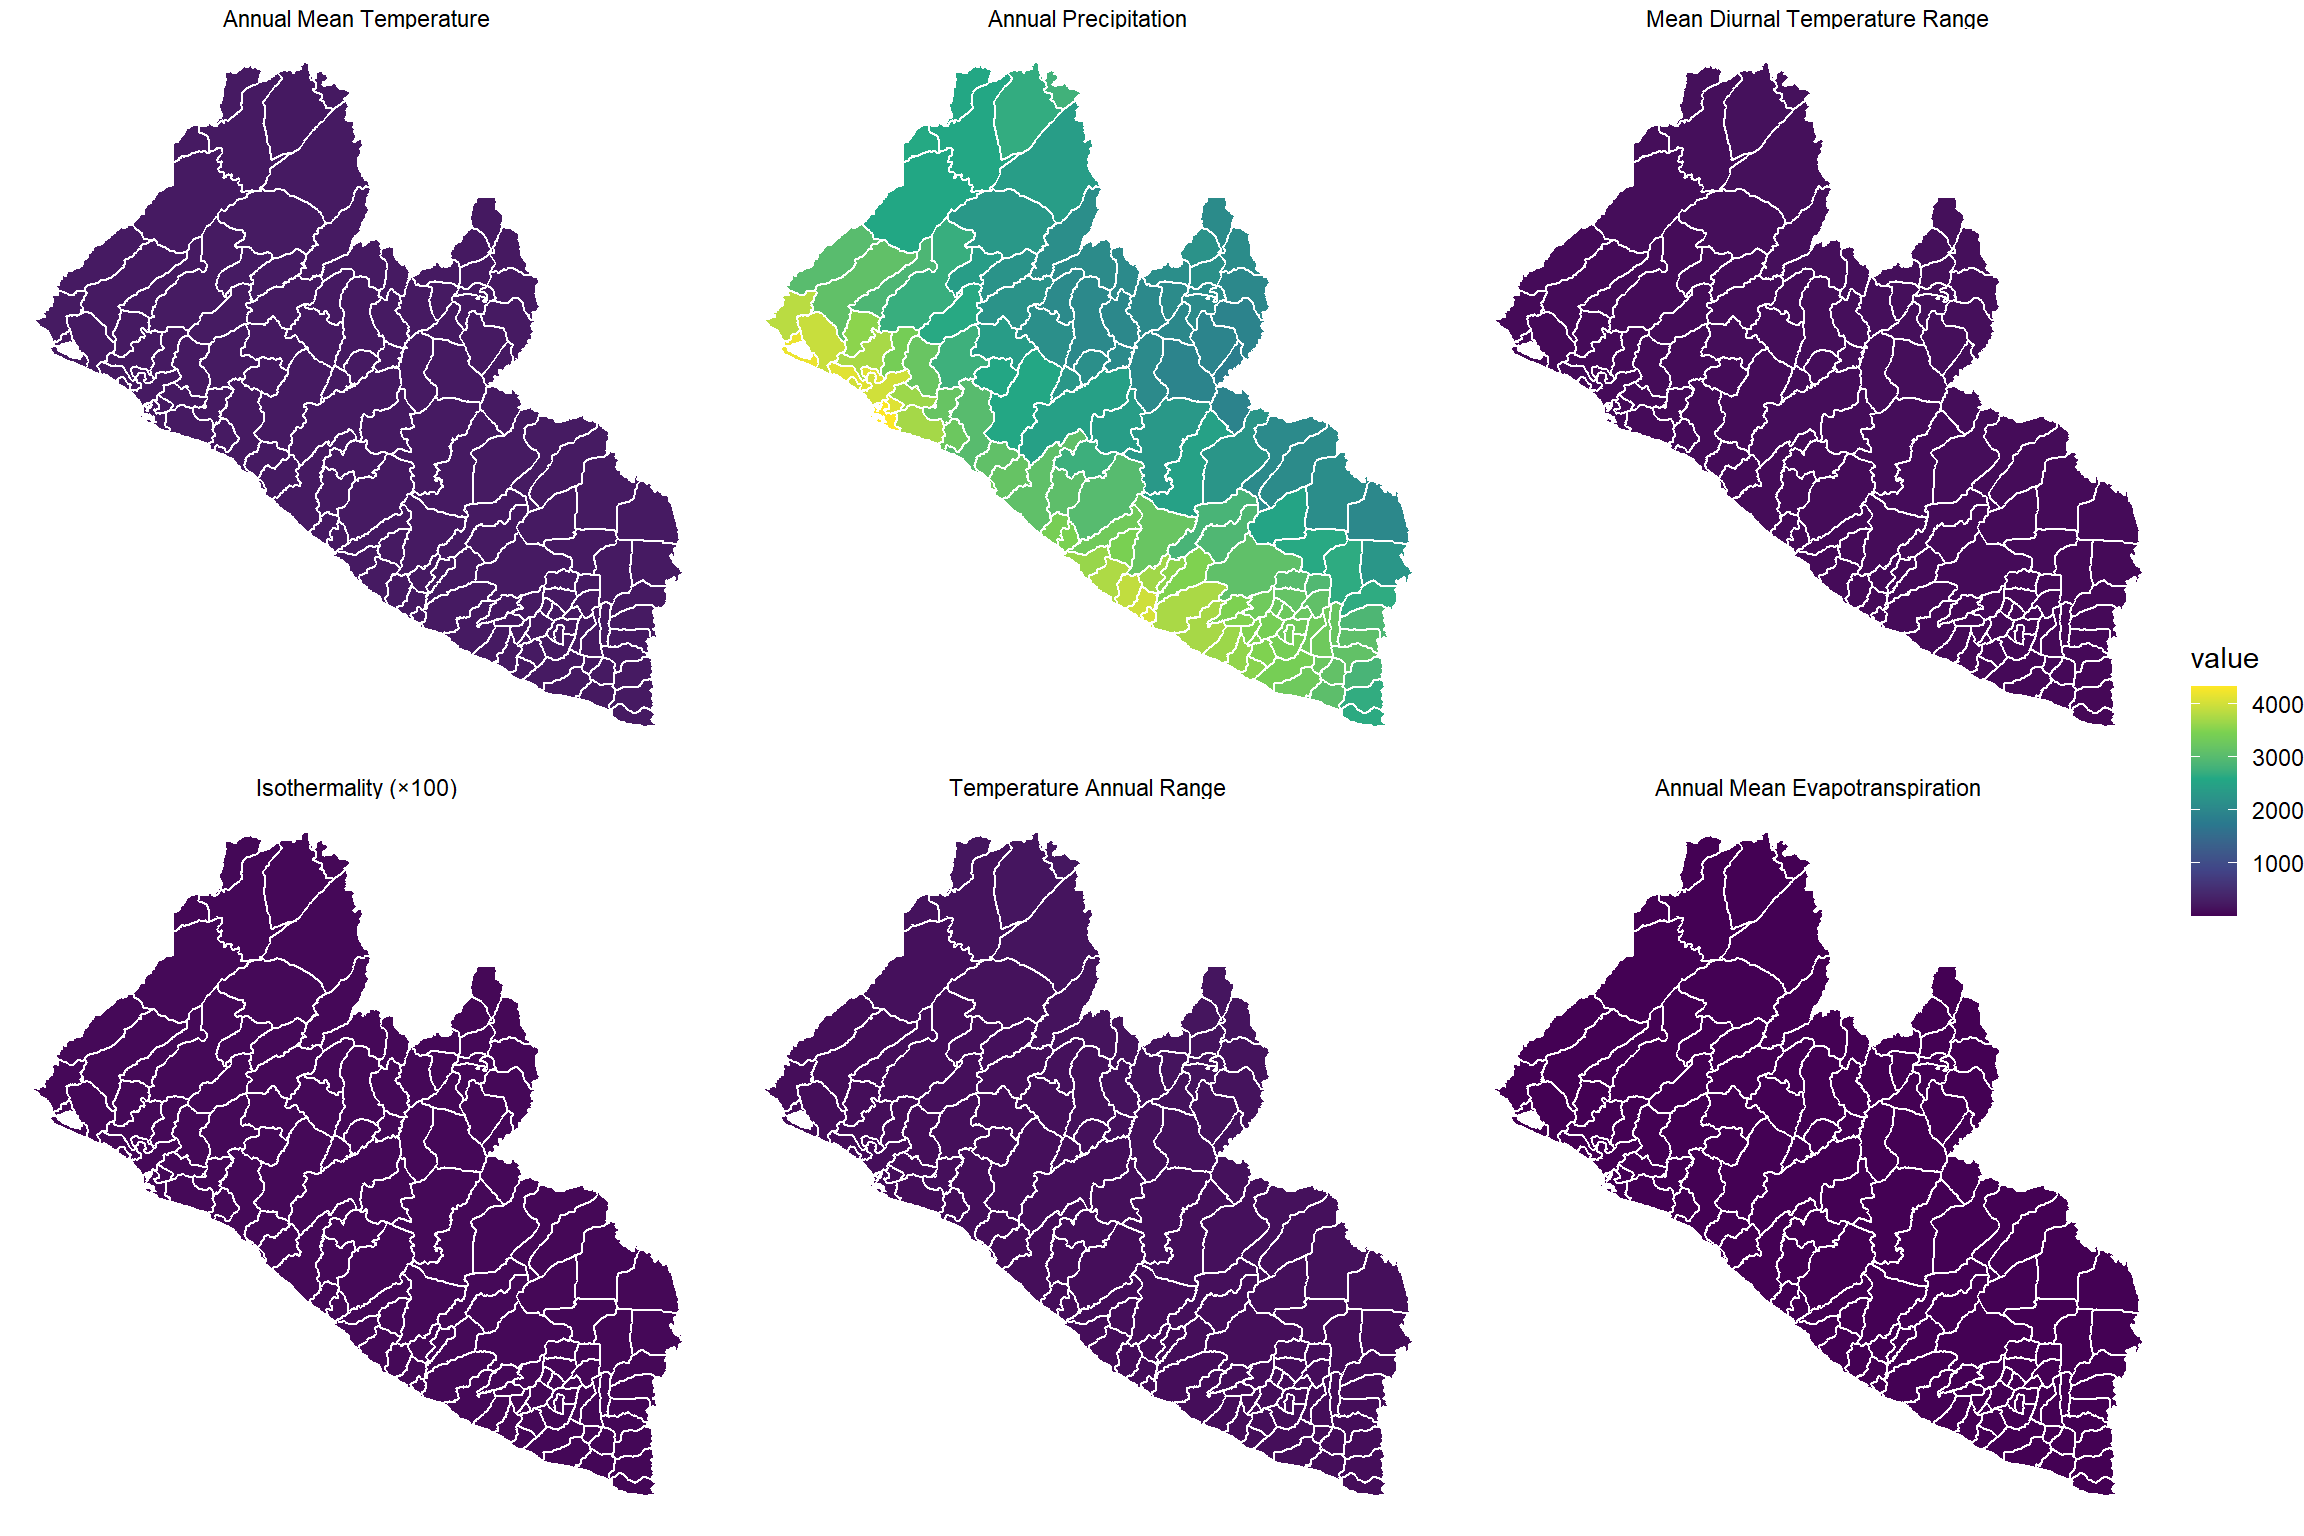 Annual Mean Temperature
Annual Precipitation
Mean Diurnal Temperature Range
Isothermality (×100)
Temperature Annual Range
Annual Mean Evapotranspiration
value
4000
3000
2000
1000